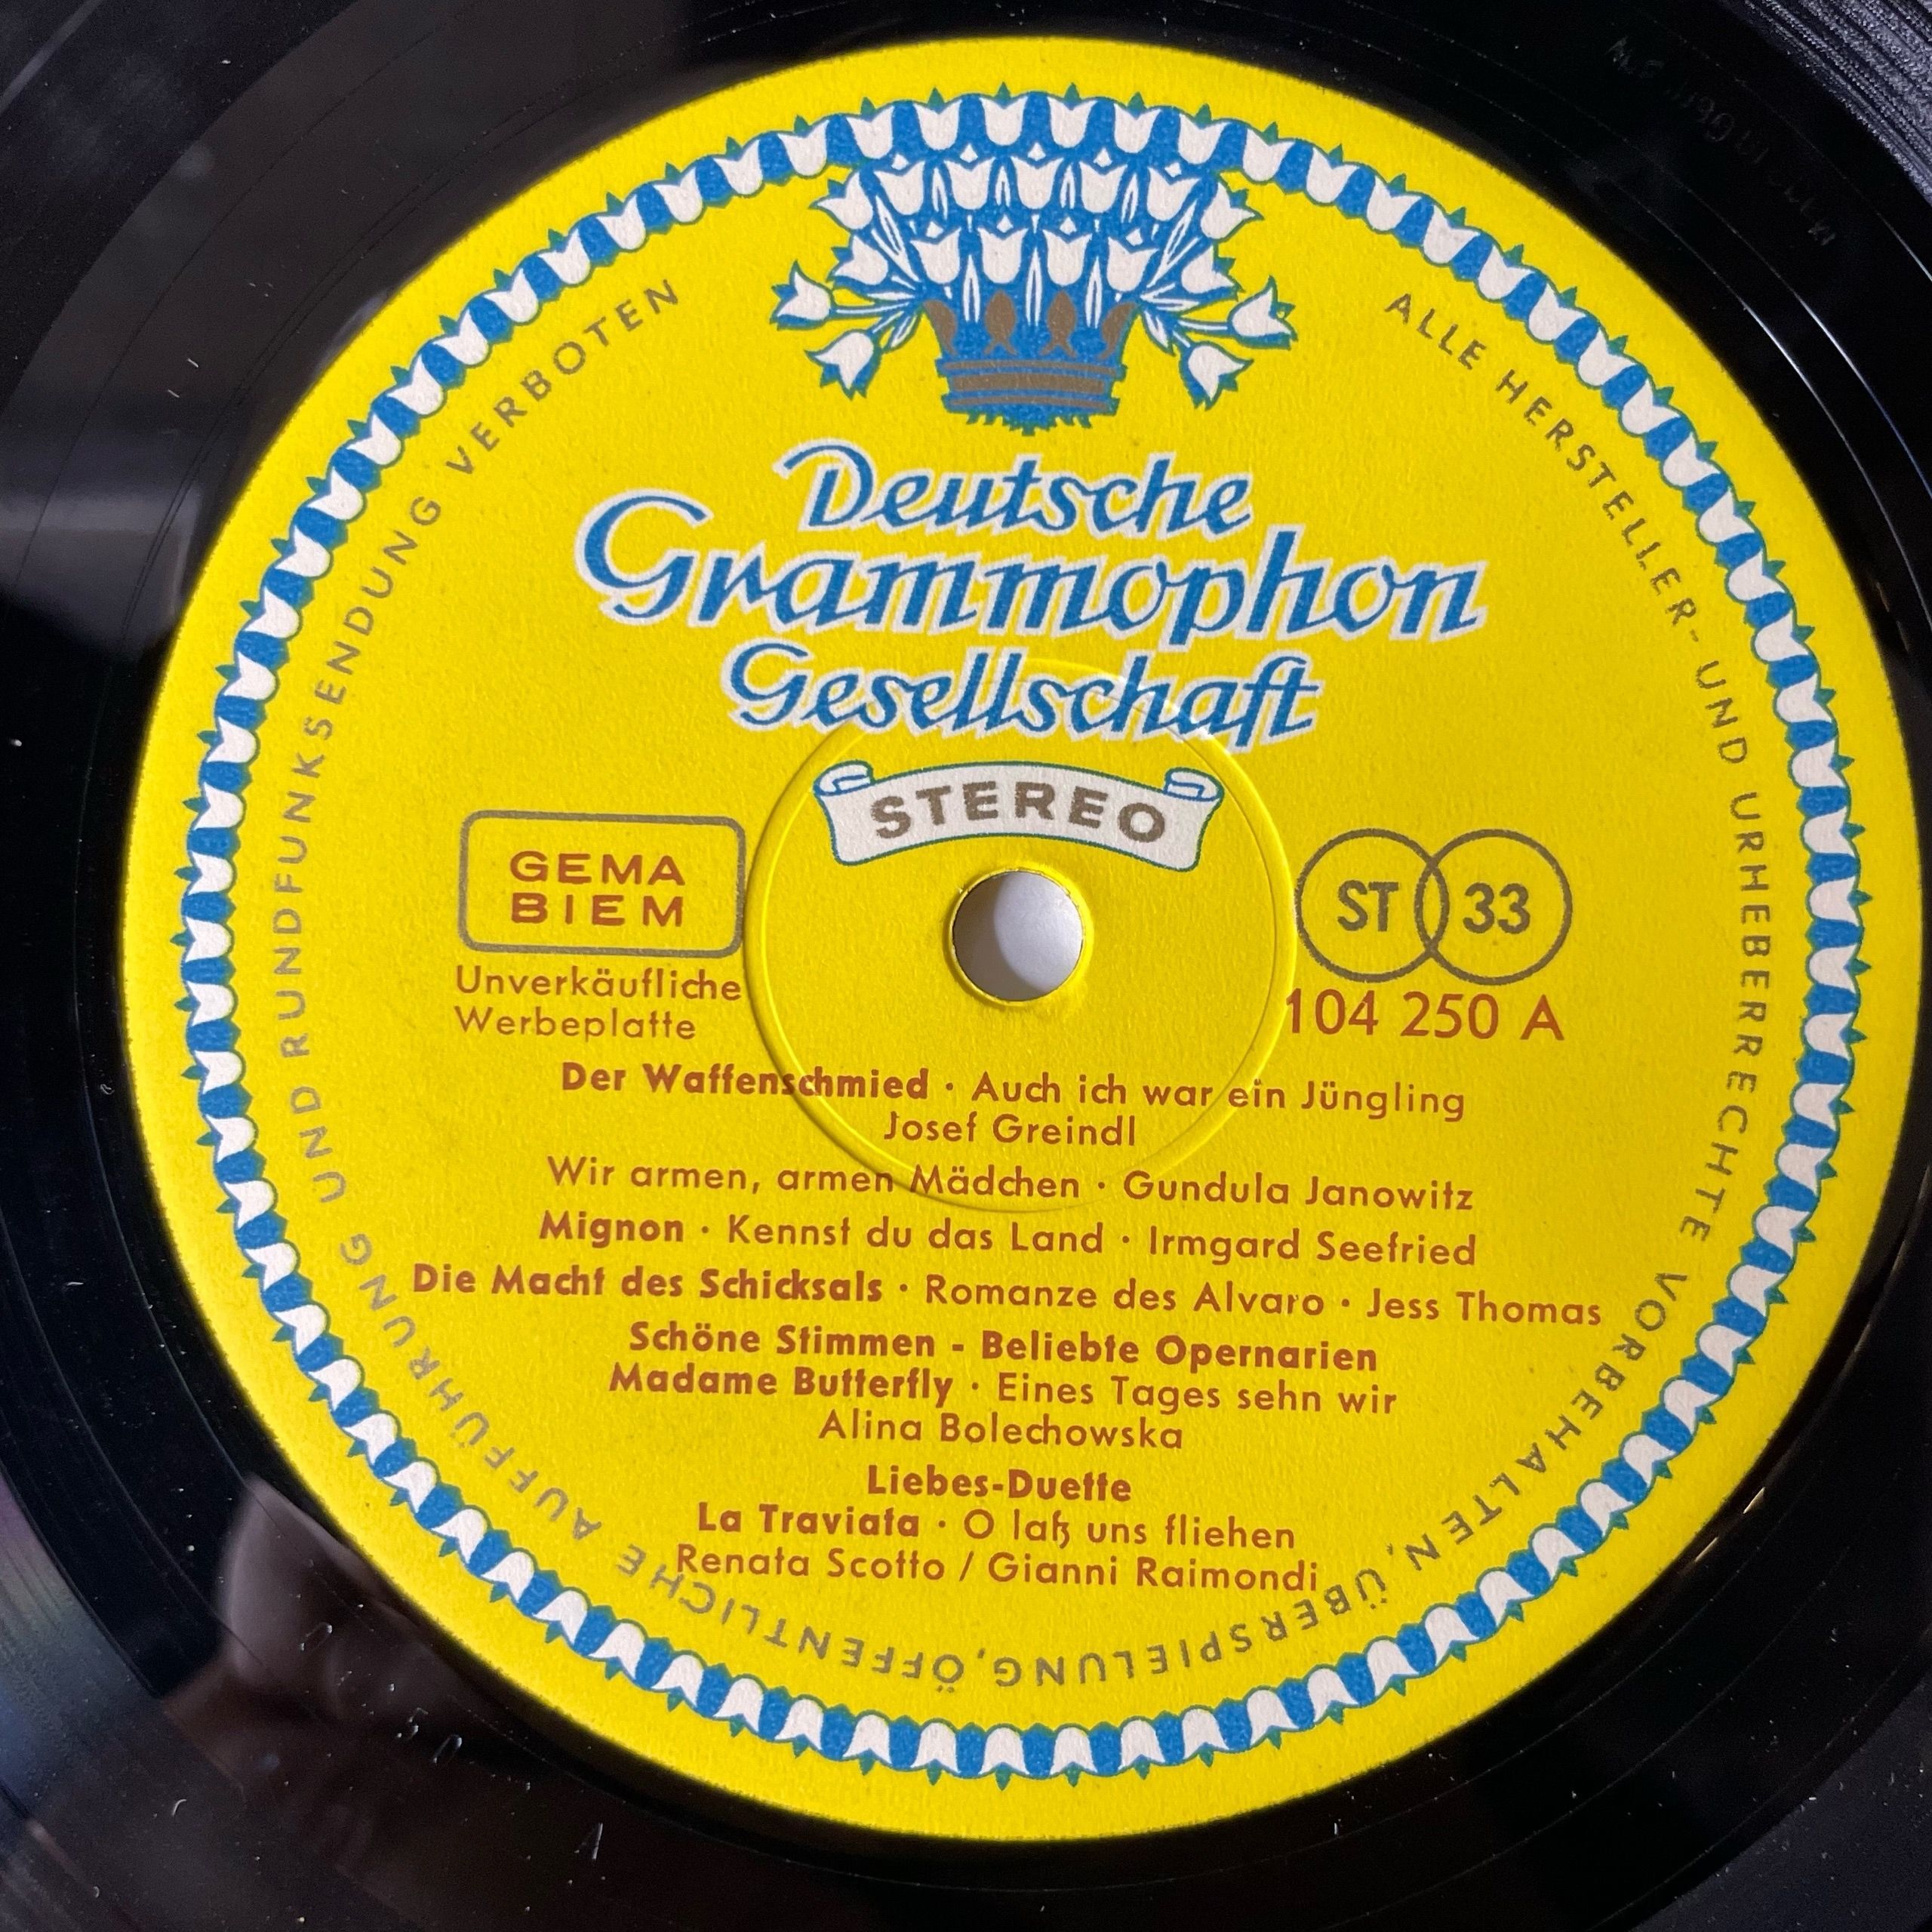 Deutsche
Grammophon
Gesellschaft
STEREO
GEMA
BIEM
ST 33
Unverkäufliche
Werbeplatte
104 250 A
Der Waffenschmied · Auch ich war ein Jüngling
Josef Greindl
Wir armen, armen Mädchen · Gundula Janowitz
Mignon · Kennst du das Land · Irmgard Seefried
Die Macht des Schicksals · Romanze des Alvaro · Jess Thomas
Schöne Stimmen - Beliebte Opernarien
Madame Butterfly · Eines Tages sehn wir
Alina Bolechowska
Liebes-Duette
La Traviata · O laß uns fliehen
Renata Scotto / Gianni Raimondi
ALLE HERSTELLER- UND URHEBERRECHTE VORBEHALTEN, ÜBERSPIELUNG, ÖFFENTLICHE AUFFÜHRUNG UND RUNDFUNKSENDUNG VERBOTEN